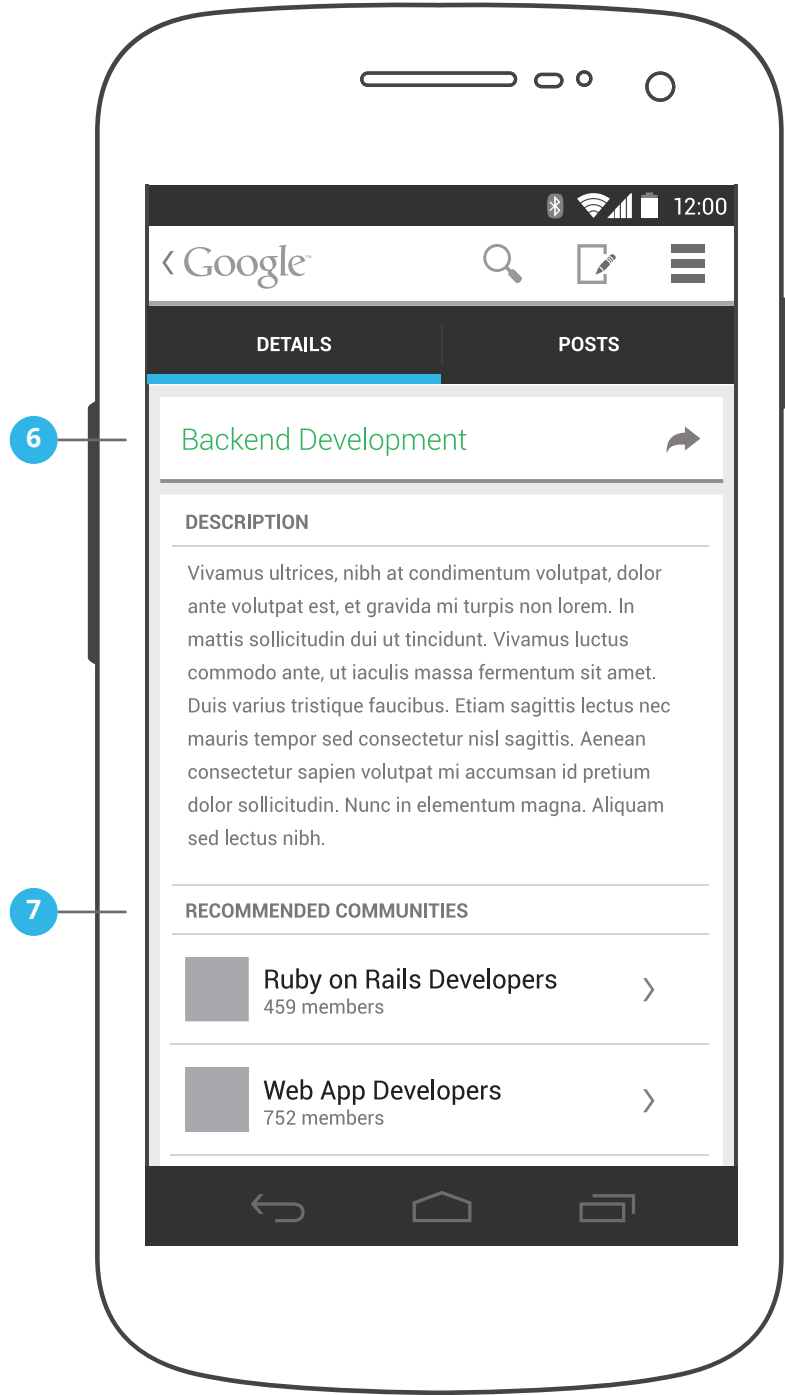 12:00
Google™
DETAILS
POSTS
6
Backend Development
DESCRIPTION
Vivamus ultrices, nibh at condimentum volutpat, dolor
ante volutpat est, et gravida mi turpis non lorem. In
mattis sollicitudin dui ut tincidunt. Vivamus luctus
commodo ante, ut iaculis massa fermentum sit amet.
Duis varius tristique faucibus. Etiam sagittis lectus nec
mauris tempor sed consectetur nisl sagittis. Aenean
consectetur sapien volutpat mi accumsan id pretium
dolor sollicitudin. Nunc in elementum magna. Aliquam
sed lectus nibh.
7
RECOMMENDED COMMUNITIES
Ruby on Rails Developers
459 members
Web App Developers
752 members